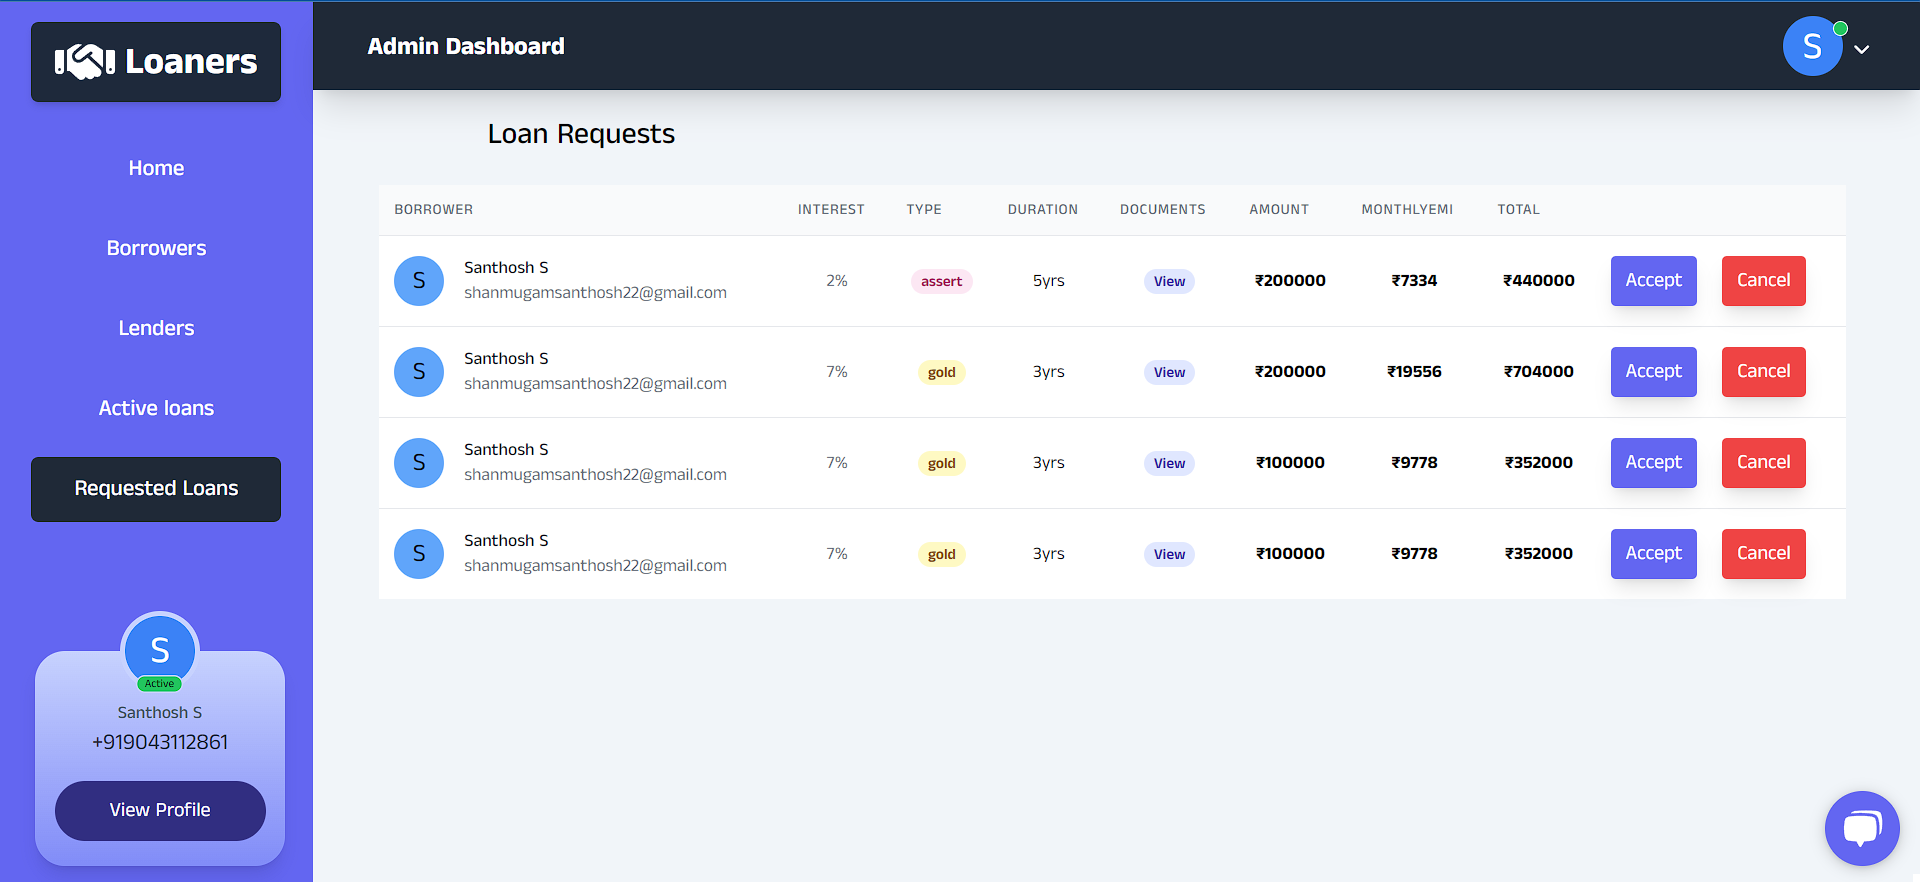 Loaners
Admin Dashboard
S
Home
Borrowers
Lenders
Active loans
Requested Loans
S
Active
Santhosh S
+919043112861
View Profile
Loan Requests
BORROWER INTEREST TYPE DURATION DOCUMENTS AMOUNT MONTHLYEMI TOTAL
S Santhosh S
shanmugamsanthosh22@gmail.com
2% assert 5yrs View ₹200000 ₹7334 ₹440000 Accept Cancel
S Santhosh S
shanmugamsanthosh22@gmail.com
7% gold 3yrs View ₹200000 ₹19556 ₹704000 Accept Cancel
S Santhosh S
shanmugamsanthosh22@gmail.com
7% gold 3yrs View ₹100000 ₹9778 ₹352000 Accept Cancel
S Santhosh S
shanmugamsanthosh22@gmail.com
7% gold 3yrs View ₹100000 ₹9778 ₹352000 Accept Cancel